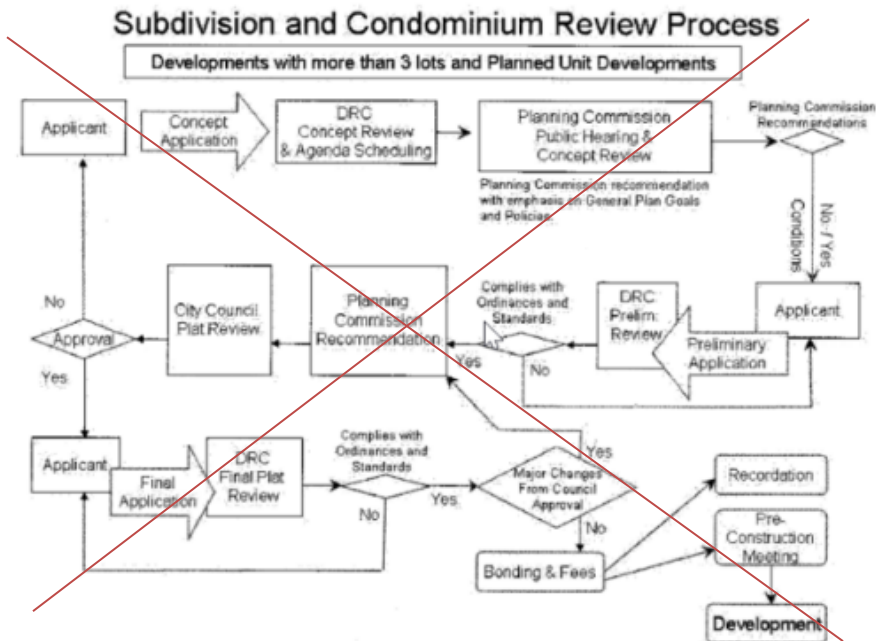 Subdivision and Condominium Review Process
Developments with more than 3 lots and Planned Unit Developments
Applicant
Concept
Application
DRC
Concept Review
& Agenda Scheduling
Planning Commission
Public Hearing &
Concept Review
Planning Commission
Recommendations
Planning Commission recommendation
with emphasis on General Plan Goals
and Policies.
No / Yes
Conditions
Applicant
Preliminary
Application
DRC
Prelim.
Review
Complies with
Ordinances and
Standards
Yes
No
Planning
Commission
Recommendation
City Council
Plat Review
No
Approval
Yes
Applicant
Final
Application
DRC
Final Plat
Review
Complies with
Ordinances and
Standards
No
Yes
Major Changes
From Council
Approval
Yes
No
Bonding & Fees
Recordation
Pre-
Construction
Meeting
Development